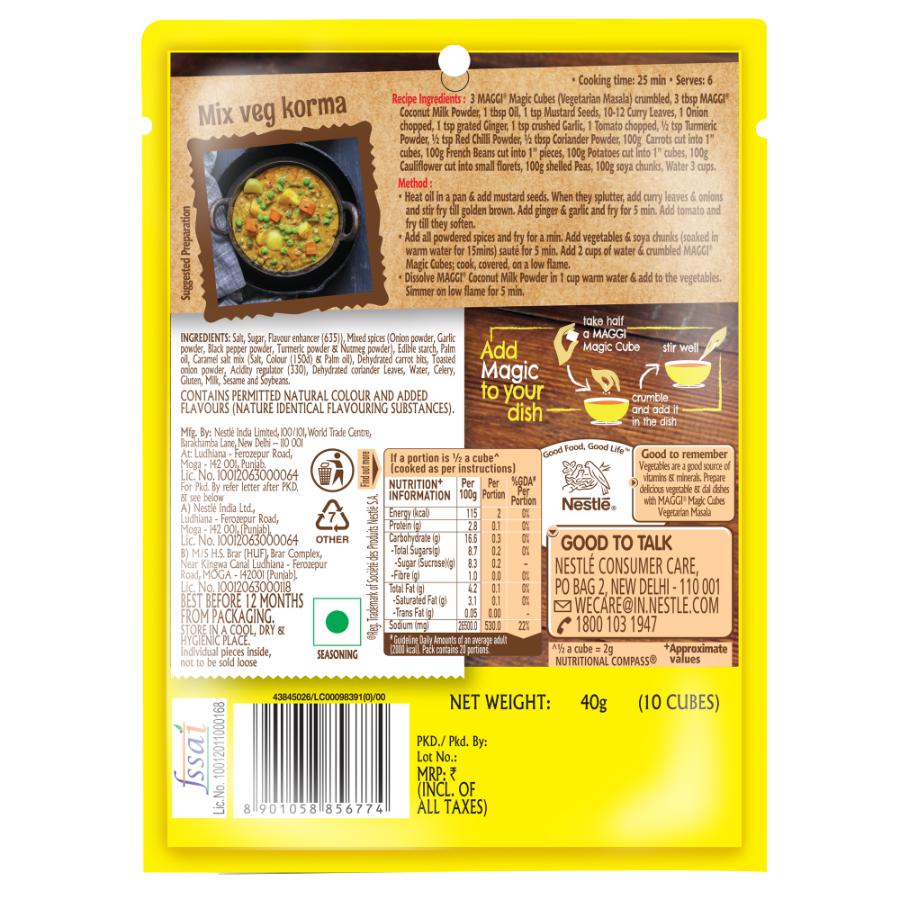 Mix veg korma
Suggested Preparation
• Cooking time: 25 min • Serves: 6
Recipe Ingredients : 3 MAGGI® Magic Cubes (Vegetarian Masala) crumbled, 3 tbsp MAGGI®
Coconut Milk Powder, 1 tbsp Oil, 1 tsp Mustard Seeds, 10-12 Curry Leaves, 1 Onion
chopped, 1 tsp grated Ginger, 1 tsp crushed Garlic, 1 Tomato chopped, ½ tsp Turmeric
Powder, ½ tsp Red Chilli Powder, ½ tbsp Coriander Powder, 100g Carrots cut into 1"
cubes, 100g French Beans cut into 1" pieces, 100g Potatoes cut into 1" cubes, 100g
Cauliflower cut into small florets, 100g shelled Peas, 100g soya chunks, Water 3 cups.
Method :
• Heat oil in a pan & add mustard seeds. When they splutter, add curry leaves & onions
and stir fry till golden brown. Add ginger & garlic and fry for 5 min. Add tomato and
fry till they soften.
• Add all powdered spices and fry for a min. Add vegetables & soya chunks (soaked in
warm water for 15mins) sauté for 5 min. Add 2 cups of water & crumbled MAGGI®
Magic Cubes; cook, covered, on a low flame.
• Dissolve MAGGI® Coconut Milk Powder in 1 cup warm water & add to the vegetables.
Simmer on low flame for 5 min.
INGREDIENTS: Salt, Sugar, Flavour enhancer (635)), Mixed spices (Onion powder, Garlic
powder, Black pepper powder, Turmeric powder & Nutmeg powder), Edible starch, Palm
oil, Caramel salt mix (Salt, Colour (150d) & Palm oil), Dehydrated carrot bits, Toasted
onion powder, Acidity regulator (330), Dehydrated coriander Leaves, Water, Celery,
Gluten, Milk, Sesame and Soybeans.
CONTAINS PERMITTED NATURAL COLOUR AND ADDED
FLAVOURS (NATURE IDENTICAL FLAVOURING SUBSTANCES).
Add
Magic
to your
dish
take half
a MAGGI
Magic Cube
stir well
crumble
and add it
in the dish
Mfg. By: Nestlé India Limited, 100/101, World Trade Centre,
Barakhamba Lane, New Delhi – 110 001
At: Ludhiana - Ferozepur Road,
Moga - 142 001, Punjab.
Lic. No. 10012063000064
For Pkd. By refer letter after PKD.
& see below
A) Nestlé India Ltd.,
Ludhiana - Ferozepur Road,
Moga - 142 001, (Punjab).
Lic. No. 10012063000064
B) M/S H.S. Brar (HUF), Brar Complex,
Near Kingwa Canal Ludhiana - Ferozepur
Road, MOGA - 142001 (Punjab).
Lic. No. 10012063000118
BEST BEFORE 12 MONTHS
FROM PACKAGING.
STORE IN A COOL, DRY &
HYGIENIC PLACE.
Individual pieces inside,
not to be sold loose
7
OTHER
SEASONING
®Reg. Trademark of Société des Produits Nestlé S.A.
Find out more
If a portion is ½ a cube^
(cooked as per instructions)
NUTRITION+ INFORMATION Per 100g Per Portion %GDA# Per Portion
Energy (kcal) 115 2 0%
Protein (g) 2.8 0.1 0%
Carbohydrate (g) 16.6 0.3 0%
-Total Sugars(g) 8.7 0.2 0%
-Sugar (Sucrose)(g) 8.3 0.2 -
-Fibre (g) 1.0 0.0 0%
Total Fat (g) 4.2 0.1 0%
-Saturated Fat (g) 3.1 0.1 0%
-Trans Fat (g) 0.05 0.00 -
Sodium (mg) 26500.0 530.0 22%
#Guideline Daily Amounts of an average adult
(2000 kcal). Pack contains 20 portions.
Good Food, Good Life™
Nestlé®
Good to remember
Vegetables are a good source of
vitamins & minerals. Prepare
delicious vegetable & dal dishes
with MAGGI® Magic Cubes
Vegetarian Masala
GOOD TO TALK
NESTLÉ CONSUMER CARE,
PO BAG 2, NEW DELHI - 110 001
WECARE@IN.NESTLE.COM
1800 103 1947
^½ a cube = 2g
NUTRITIONAL COMPASS®
+Approximate
values
fssai
Lic. No. 10012011000168
43845026/LC00098391(0)/00
8 901058 856774
NET WEIGHT: 40g (10 CUBES)
PKD./ Pkd. By:
Lot No.:
MRP: ₹
(INCL. OF
ALL TAXES)